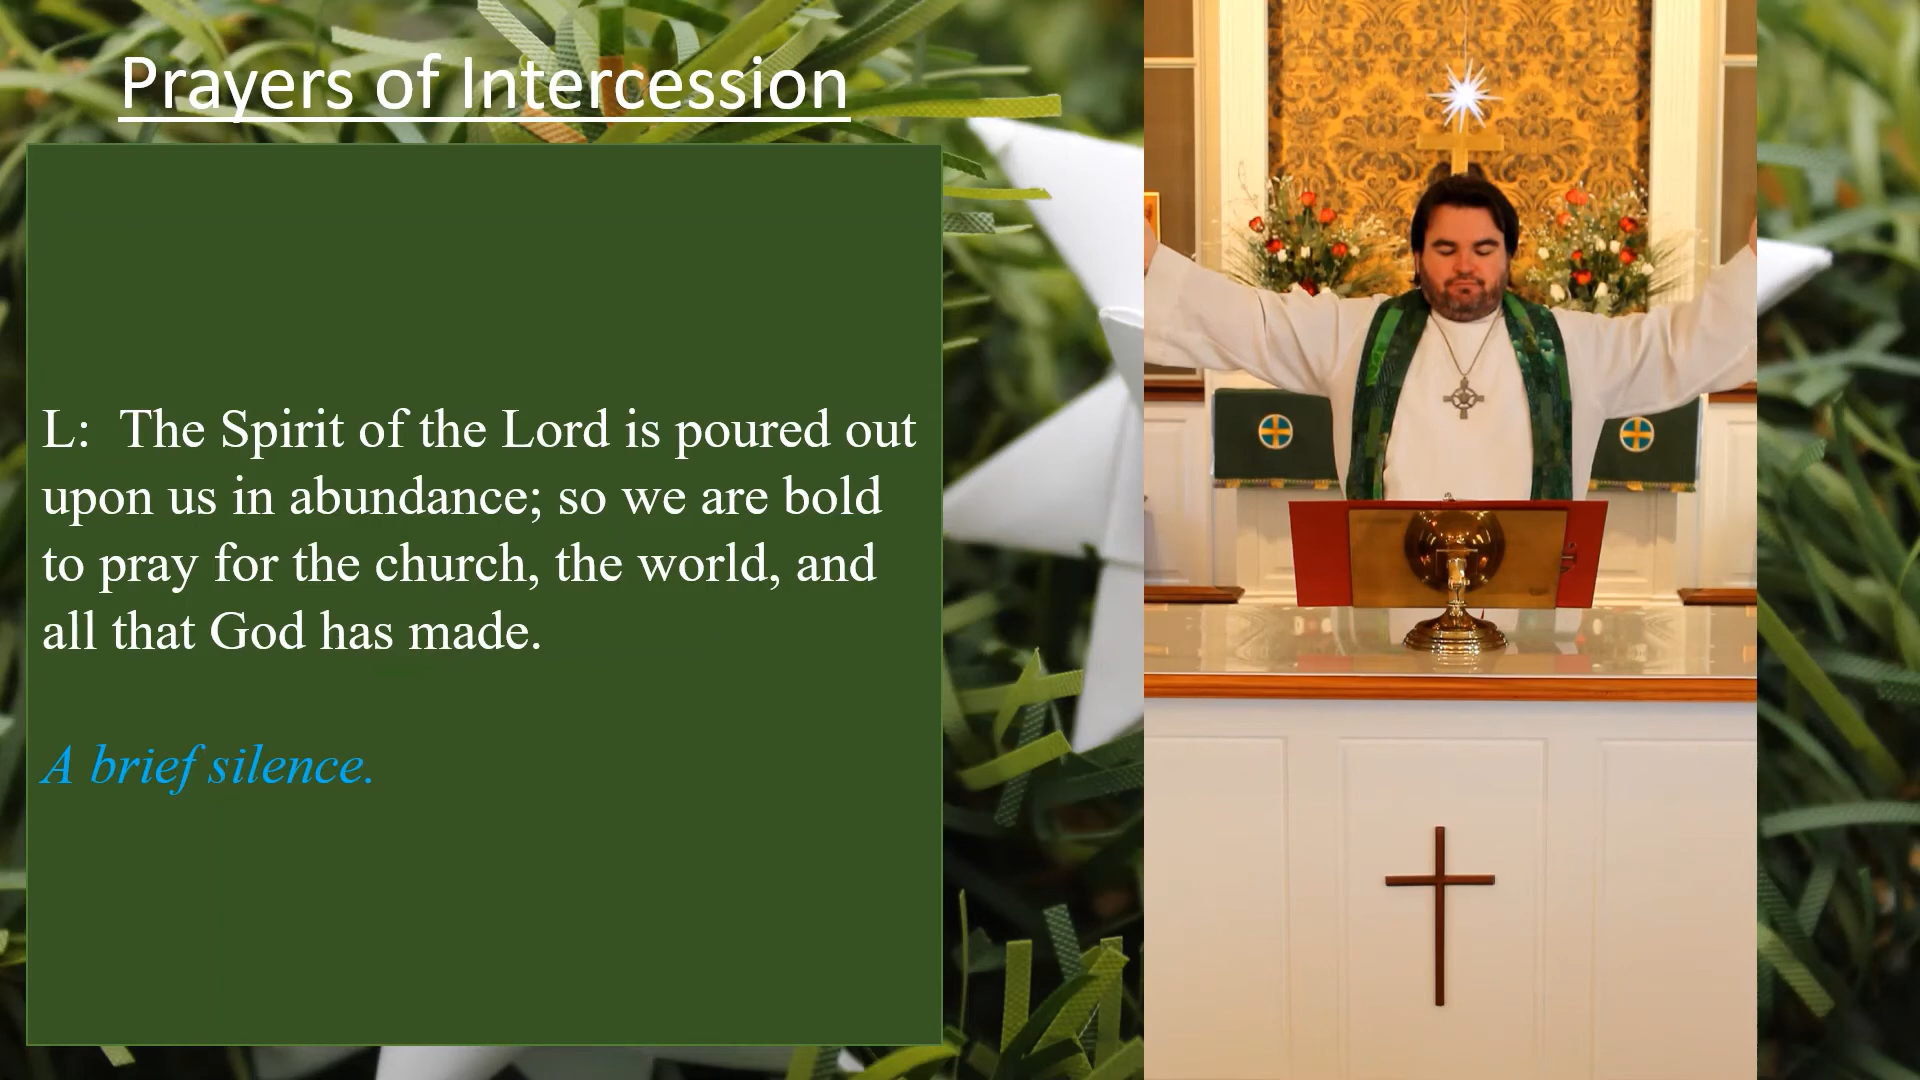 Prayers of Intercession
L:  The Spirit of the Lord is poured out
upon us in abundance; so we are bold
to pray for the church, the world, and
all that God has made.
A brief silence.